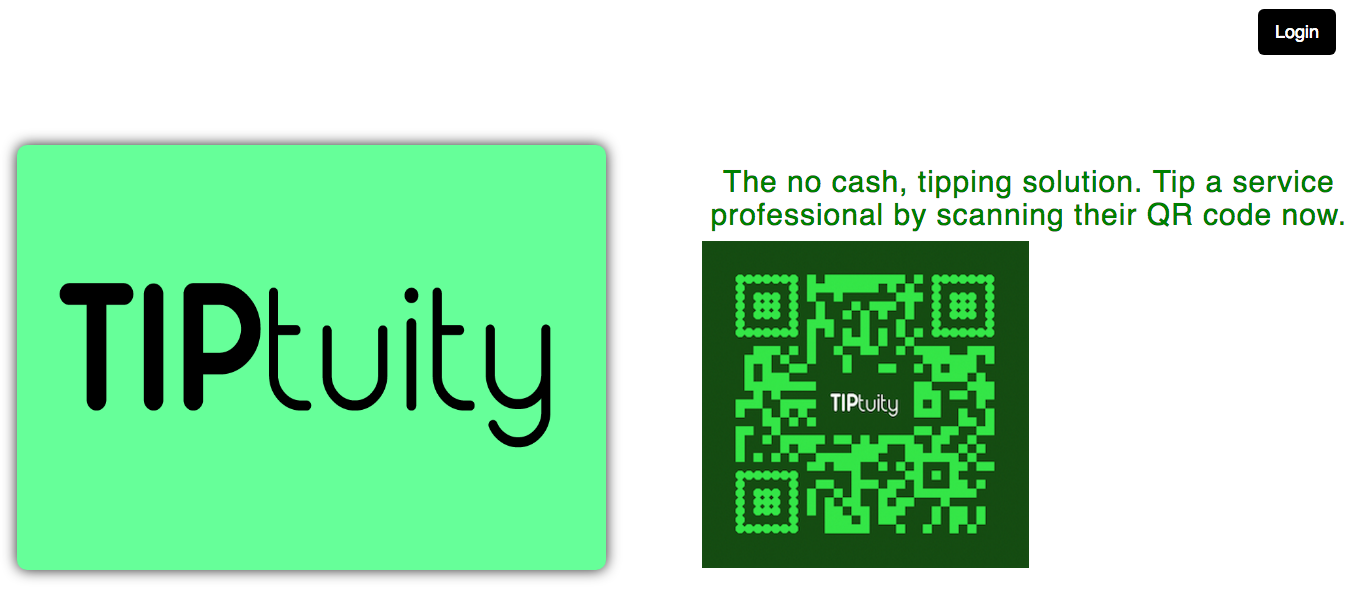 Login
TIPtuity
The no cash, tipping solution. Tip a service
professional by scanning their QR code now.
TIPtuity